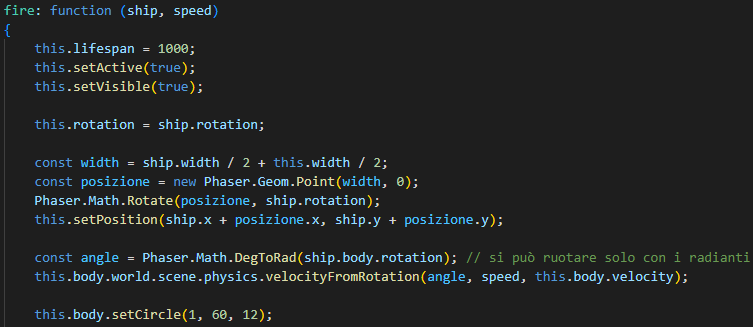 fire: function (ship, speed)
{
    this.lifespan = 1000;
    this.setActive(true);
    this.setVisible(true);

    this.rotation = ship.rotation;

    const width = ship.width / 2 + this.width / 2;
    const posizione = new Phaser.Geom.Point(width, 0);
    Phaser.Math.Rotate(posizione, ship.rotation);
    this.setPosition(ship.x + posizione.x, ship.y + posizione.y);

    const angle = Phaser.Math.DegToRad(ship.body.rotation); // si può ruotare solo con i radianti
    this.body.world.scene.physics.velocityFromRotation(angle, speed, this.body.velocity);

    this.body.setCircle(1, 60, 12);